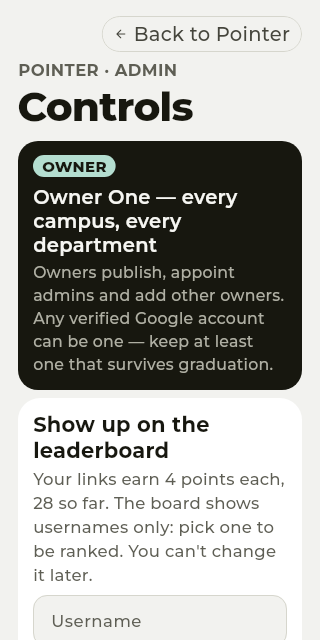 ← Back to Pointer
POINTER · ADMIN
Controls
OWNER
Owner One — every
campus, every
department
Owners publish, appoint
admins and add other owners.
Any verified Google account
can be one — keep at least
one that survives graduation.
Show up on the
leaderboard
Your links earn 4 points each,
28 so far. The board shows
usernames only: pick one to
be ranked. You can't change
it later.
Username